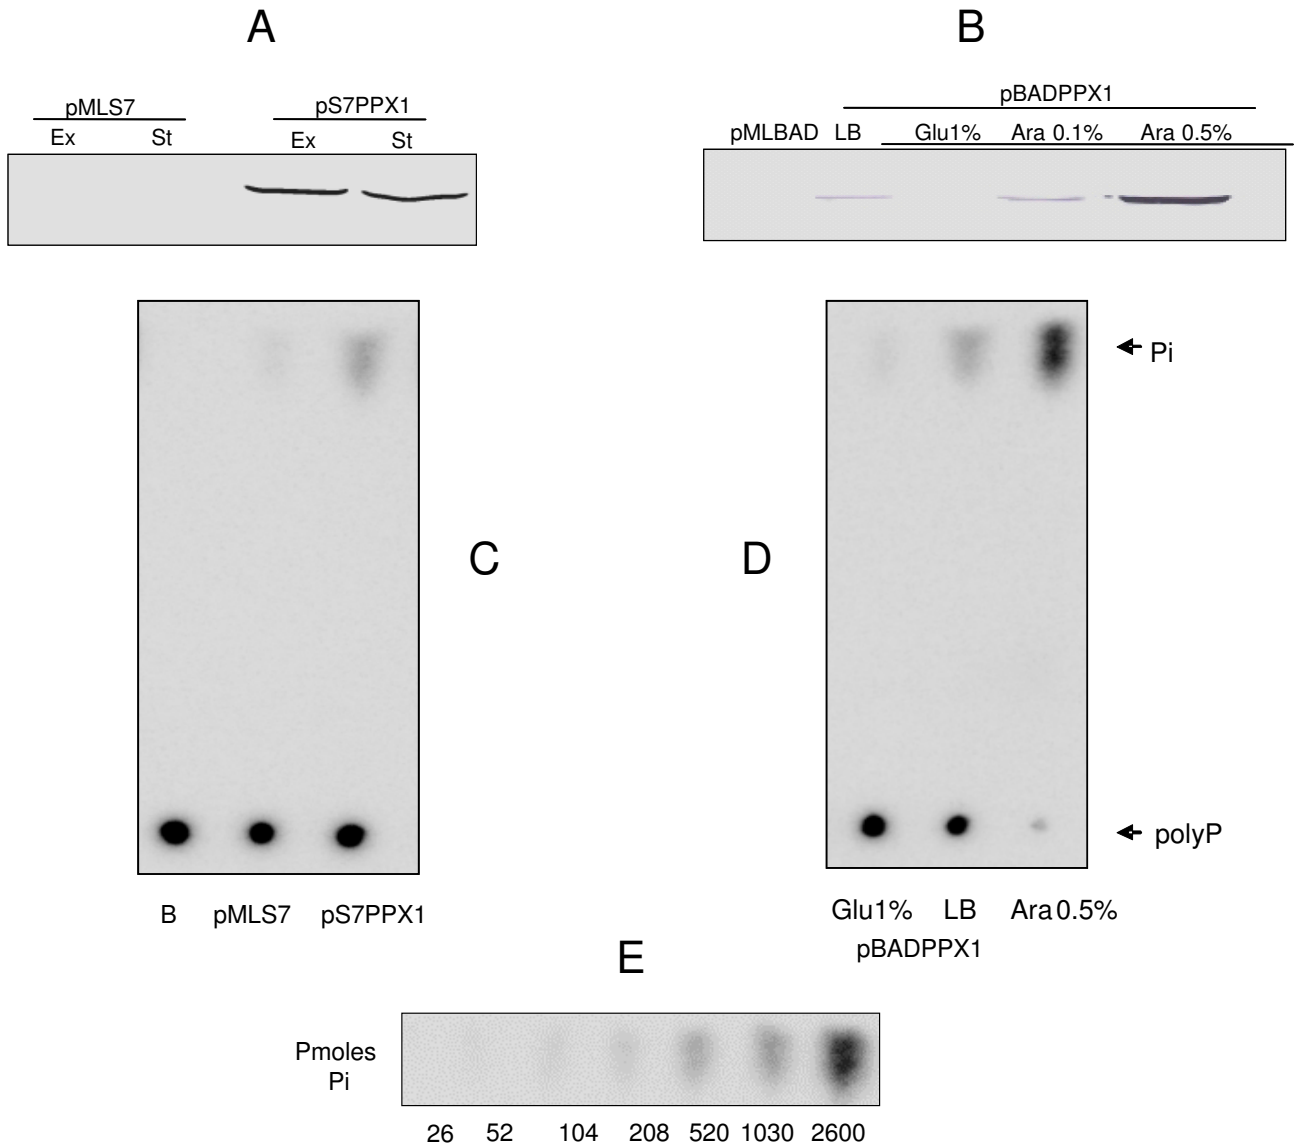 A
B
pMLS7
pS7PPX1
Ex St Ex St
pBADPPX1
pMLBAD LB Glu1% Ara 0.1% Ara 0.5%
Pi
C
D
polyP
B pMLS7 pS7PPX1
Glu1% LB Ara 0.5%
pBADPPX1
E
Pmoles
Pi
26 52 104 208 520 1030 2600